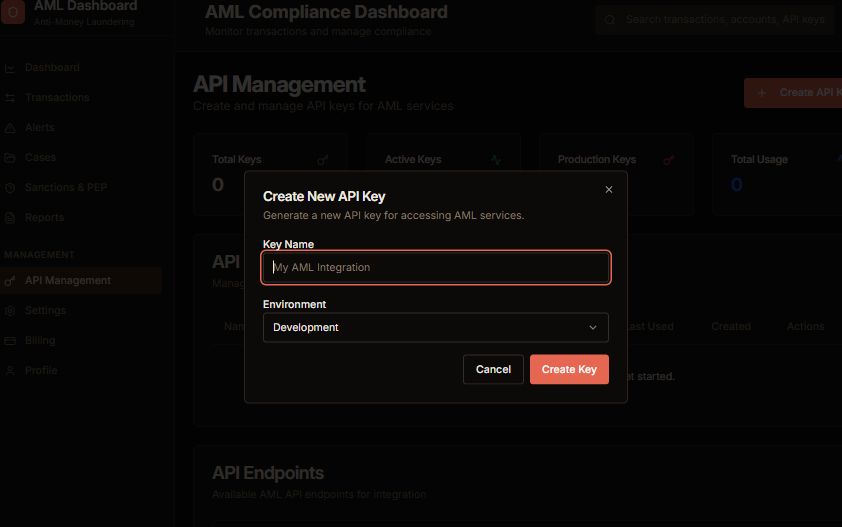 AML Dashboard
Anti-Money Laundering
AML Compliance Dashboard
Monitor transactions and manage compliance
Search transactions, accounts, API keys
Dashboard
Transactions
Alerts
Cases
Sanctions & PEP
Reports
MANAGEMENT
API Management
Settings
Billing
Profile
API Management
Create and manage API keys for AML services
Create API K
Total Keys
0
Active Keys
Production Keys
Total Usage
0
Create New API Key
Generate a new API key for accessing AML services.
Key Name
My AML Integration
Environment
Development
Cancel
Create Key
API
Last Used
Created
Actions
started.
API Endpoints
Available AML API endpoints for integration